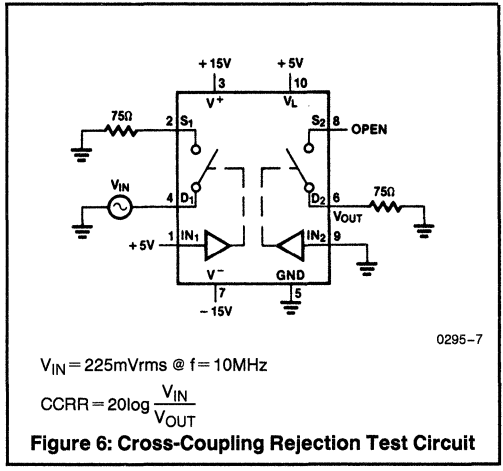 +15V
+5V
3
10
V+
VL
75Ω
2
S1
S2
8
OPEN
VIN
4
D1
D2
6
75Ω
VOUT
+5V
1
IN1
IN2
9
V−
GND
7
5
−15V
0295–7
VIN = 225mVrms @ f = 10MHz
CCRR = 20log VIN
VOUT
Figure 6: Cross-Coupling Rejection Test Circuit